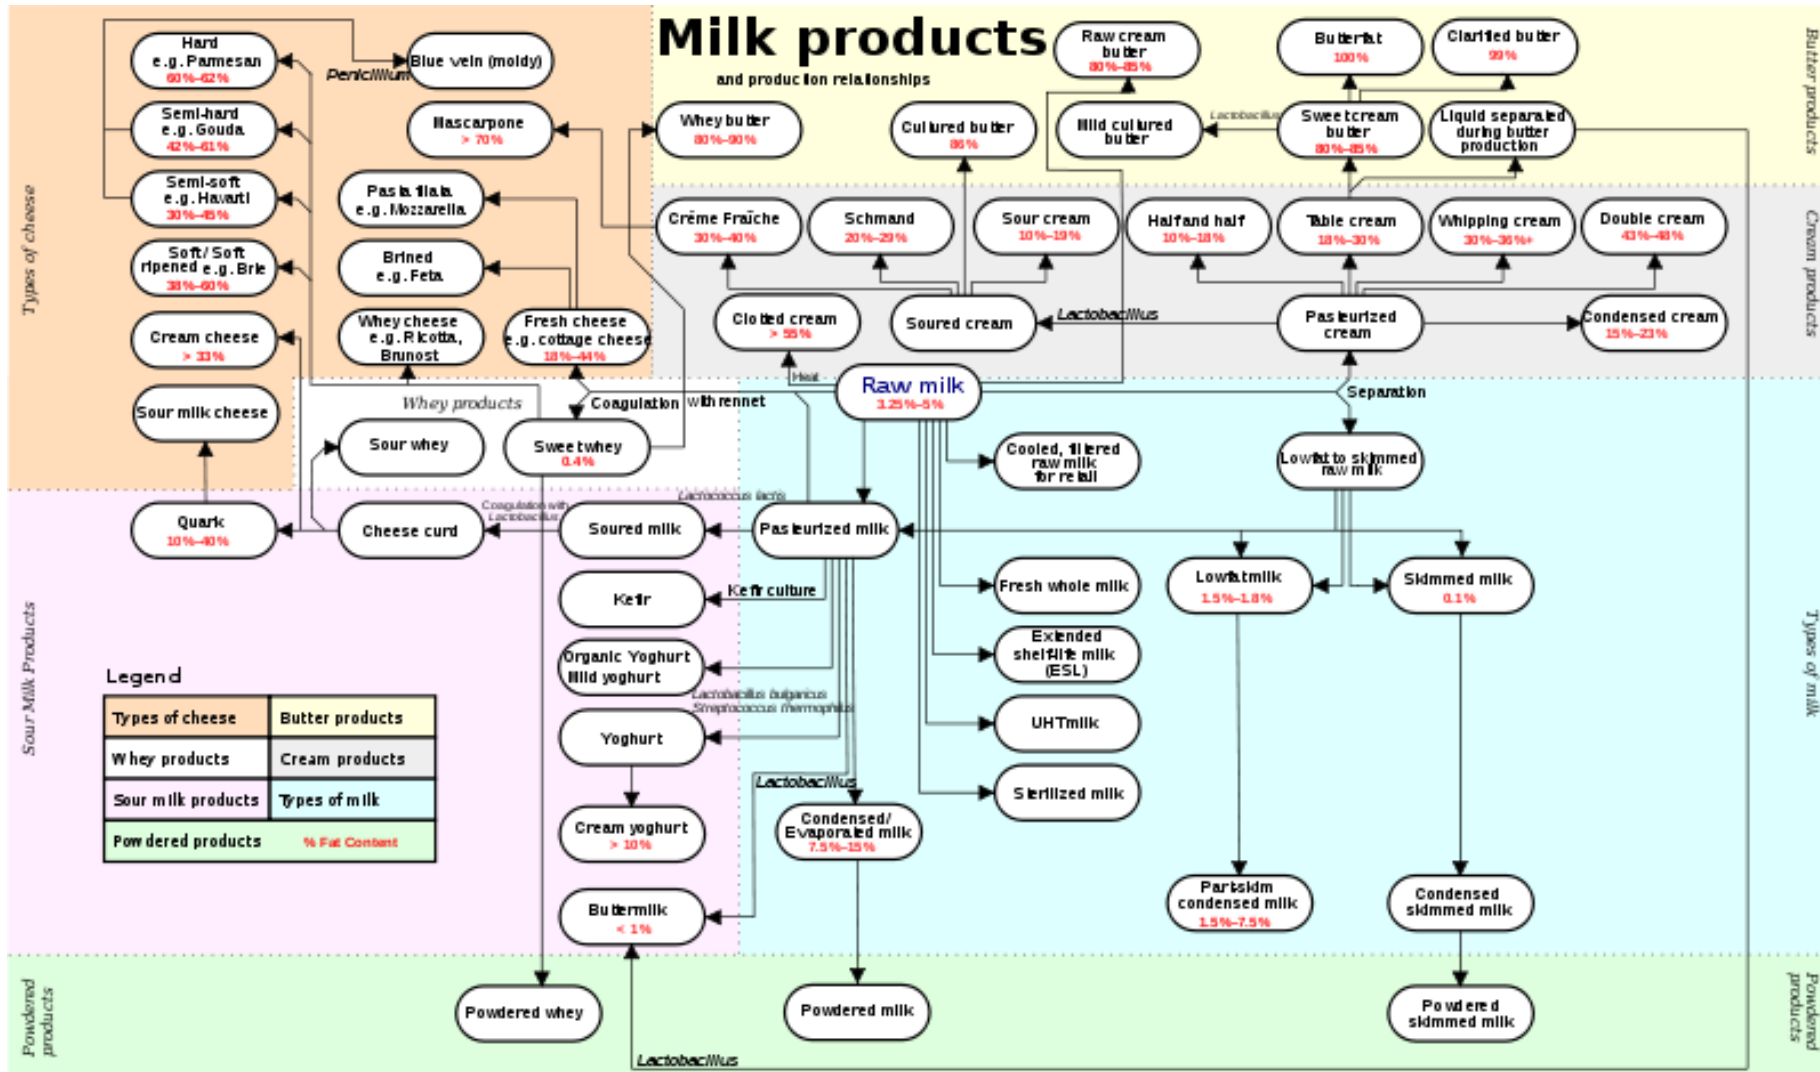 Milk products
and production relationships
Hard
e.g. Parmesan
60%-62%
Blue vein (moldy)
Penicillium
Semi-hard
e.g. Gouda
42%-61%
Mascarpone
> 70%
Semi-soft
e.g. Havarti
30%-45%
Pasta filata
e.g. Mozzarella
Soft/ Soft
ripened e.g. Brie
38%-60%
Brined
e.g. Feta
Cream cheese
> 33%
Whey cheese
e.g. Ricotta,
Brunost
Fresh cheese
e.g. cottage cheese
18%-44%
Sour milk cheese
Types of cheese
Raw cream
butter
80%-85%
Butterfat
100%
Clarified butter
99%
Whey butter
80%-90%
Cultured butter
86%
Mild cultured
butter
Lactobacillus
Sweet cream
butter
80%-85%
Liquid separated
during butter
production
Butter products
Crème Fraîche
30%-40%
Schmand
20%-29%
Sour cream
10%-19%
Half and half
10%-18%
Table cream
18%-30%
Whipping cream
30%-36%+
Double cream
43%-48%
Clotted cream
> 55%
Soured cream
Lactobacillus
Pasteurized
cream
Condensed cream
15%-23%
Cream products
Heat
Raw milk
3.25%-5%
Separation
Whey products
Coagulation with rennet
Sour whey
Sweet whey
0.4%
Cooled, filtered
raw milk
for retail
Lowfat to skimmed
raw milk
Quark
10%-40%
Cheese curd
Coagulation with
Lactobacillus
Soured milk
Lactococcus lactis
Pasteurized milk
Kefir
Kefir culture
Fresh whole milk
Lowfat milk
1.5%-1.8%
Skimmed milk
0.1%
Organic Yoghurt
Mild yoghurt
Extended
shelf-life milk
(ESL)
Lactobacillus bulgaricus
Streptococcus thermophilus
Yoghurt
UHT milk
Lactobacillus
Sterilized milk
Cream yoghurt
> 10%
Condensed/
Evaporated milk
7.5%-15%
Buttermilk
< 1%
Part-skim
condensed milk
1.5%-7.5%
Condensed
skimmed milk
Sour Milk Products
Types of milk
Legend
Types of cheese
Butter products
Whey products
Cream products
Sour milk products
Types of milk
Powdered products
% Fat Content
Powdered
products
Powdered whey
Powdered milk
Powdered
skimmed milk
Powdered
products
Lactobacillus